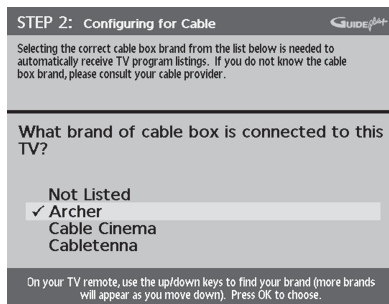 STEP 2: Configuring for Cable GUIDE Plus+
Selecting the correct cable box brand from the list below is needed to
automatically receive TV program listings. If you do not know the cable
box brand, please consult your cable provider.
What brand of cable box is connected to this
TV?
Not Listed
✓ Archer
Cable Cinema
Cabletenna
On your TV remote, use the up/down keys to find your brand (more brands
will appear as you move down). Press OK to choose.